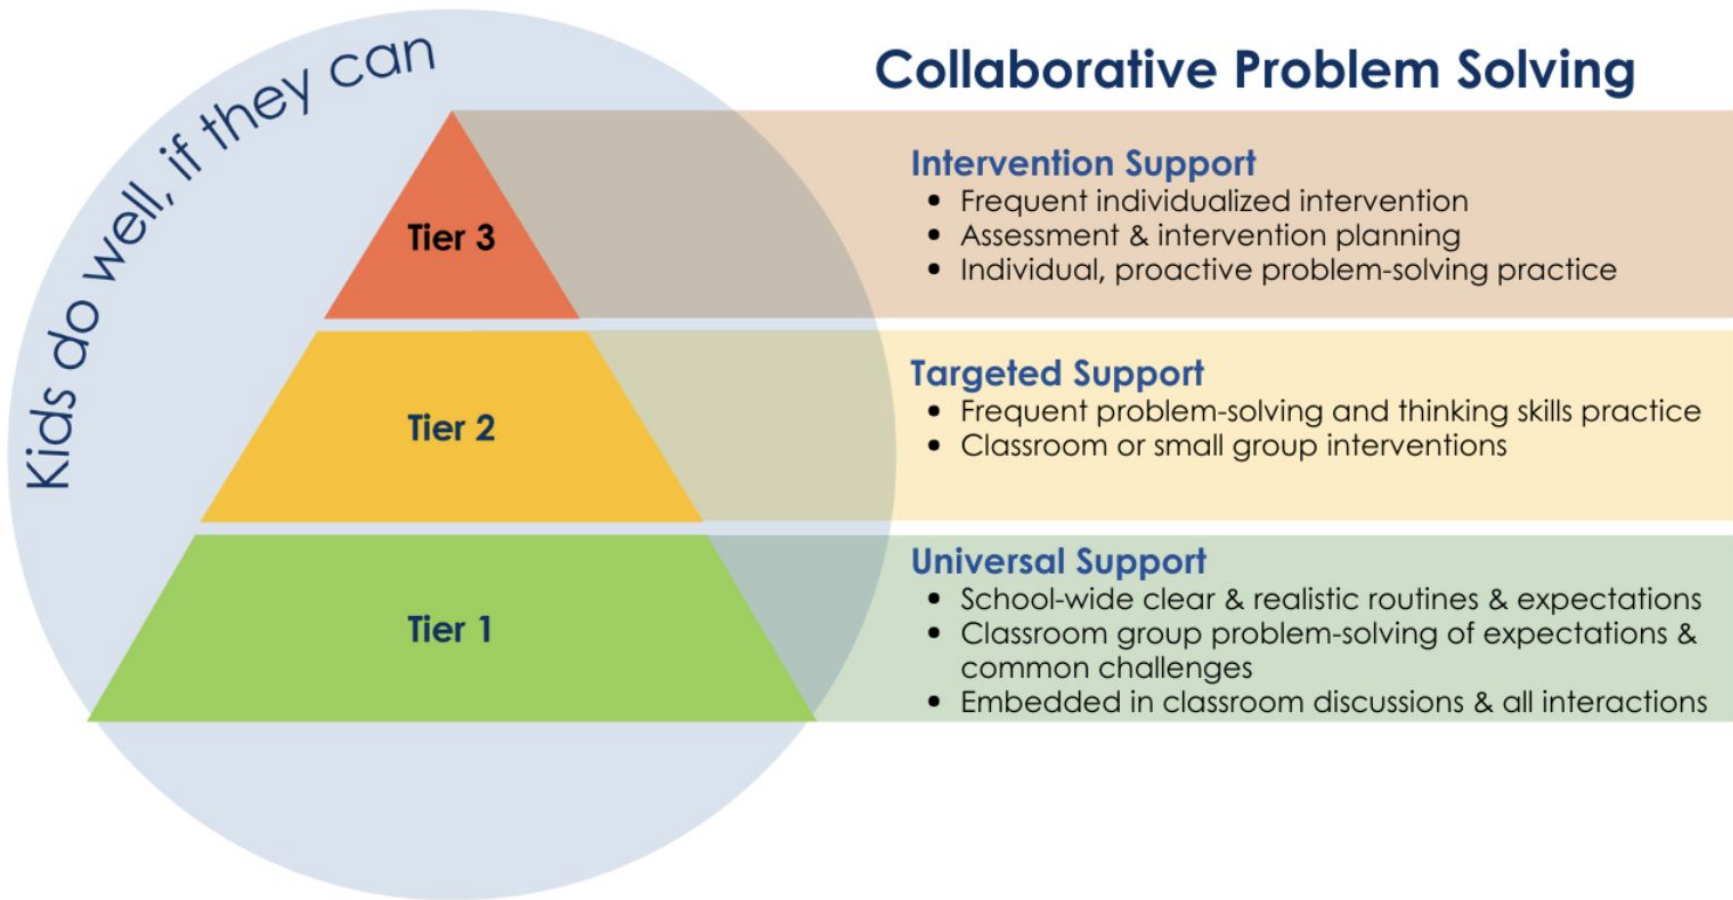 Kids do well, if they can
Collaborative Problem Solving
Tier 3
Intervention Support
• Frequent individualized intervention
• Assessment & intervention planning
• Individual, proactive problem-solving practice
Tier 2
Targeted Support
• Frequent problem-solving and thinking skills practice
• Classroom or small group interventions
Tier 1
Universal Support
• School-wide clear & realistic routines & expectations
• Classroom group problem-solving of expectations &
common challenges
• Embedded in classroom discussions & all interactions